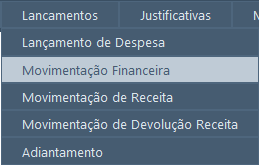 Lancamentos Justificativas
Lançamento de Despesa
Movimentação Financeira
Movimentação de Receita
Movimentação de Devolução Receita
Adiantamento